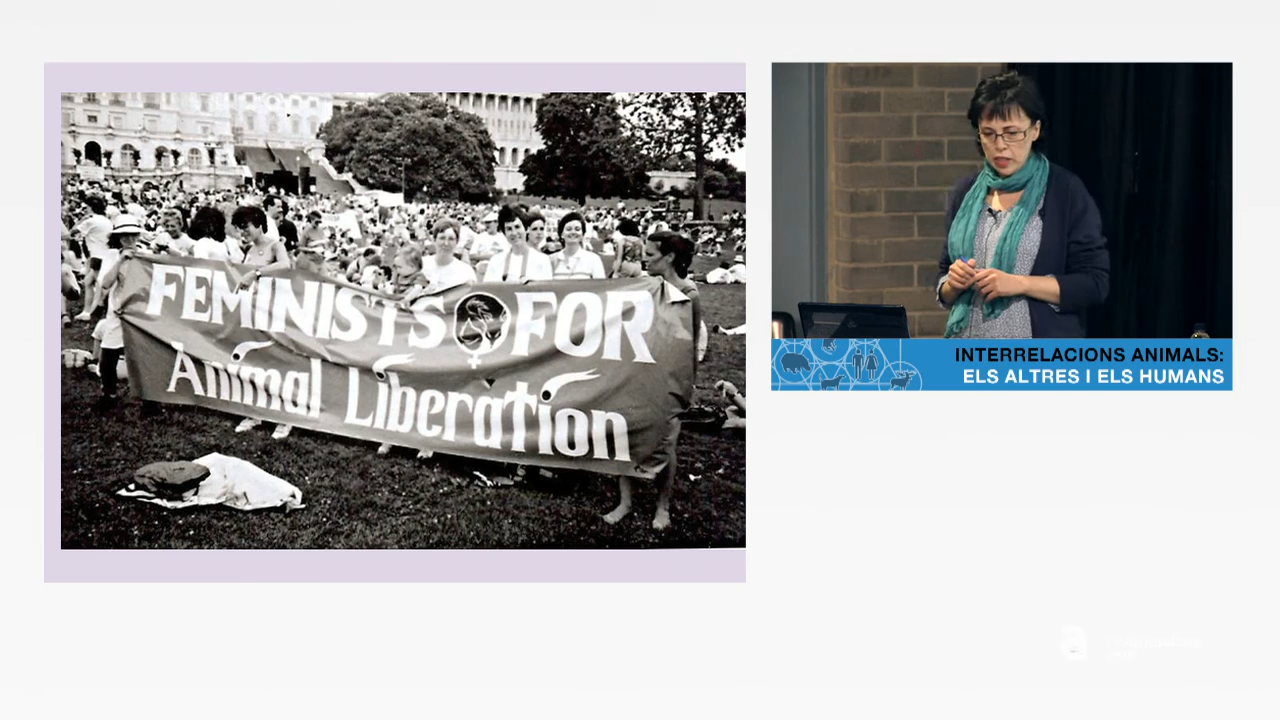 FEMINISTS FOR
Animal Liberation
INTERRELACIONS ANIMALS:
ELS ALTRES I ELS HUMANS